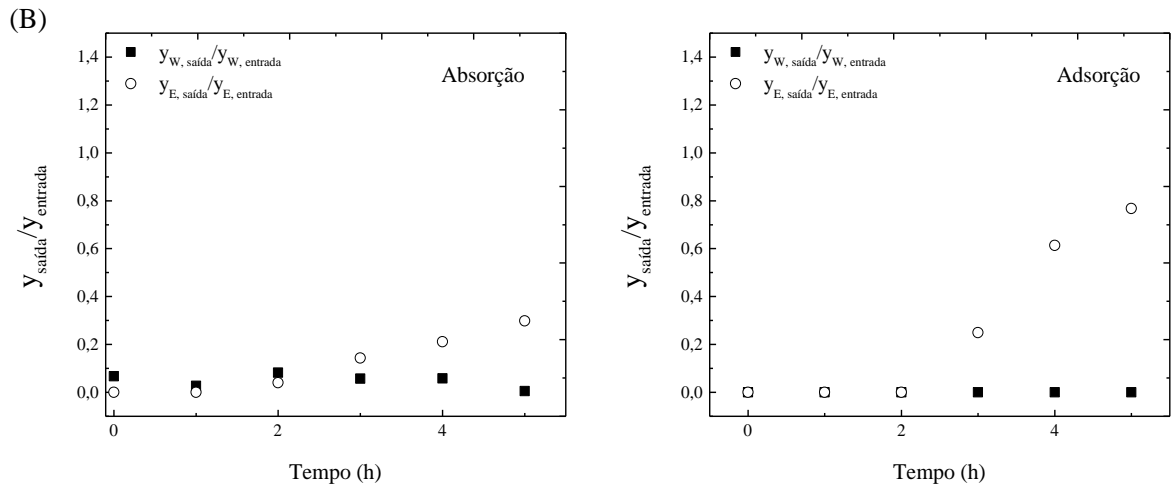 (B)
y_W, saída/y_W, entrada
y_E, saída/y_E, entrada
Absorção
1,4
1,2
1,0
0,8
0,6
0,4
0,2
0,0
y_saída/y_entrada
0 2 4
Tempo (h)
y_W, saída/y_W, entrada
y_E, saída/y_E, entrada
Adsorção
1,4
1,2
1,0
0,8
0,6
0,4
0,2
0,0
y_saída/y_entrada
0 2 4
Tempo (h)